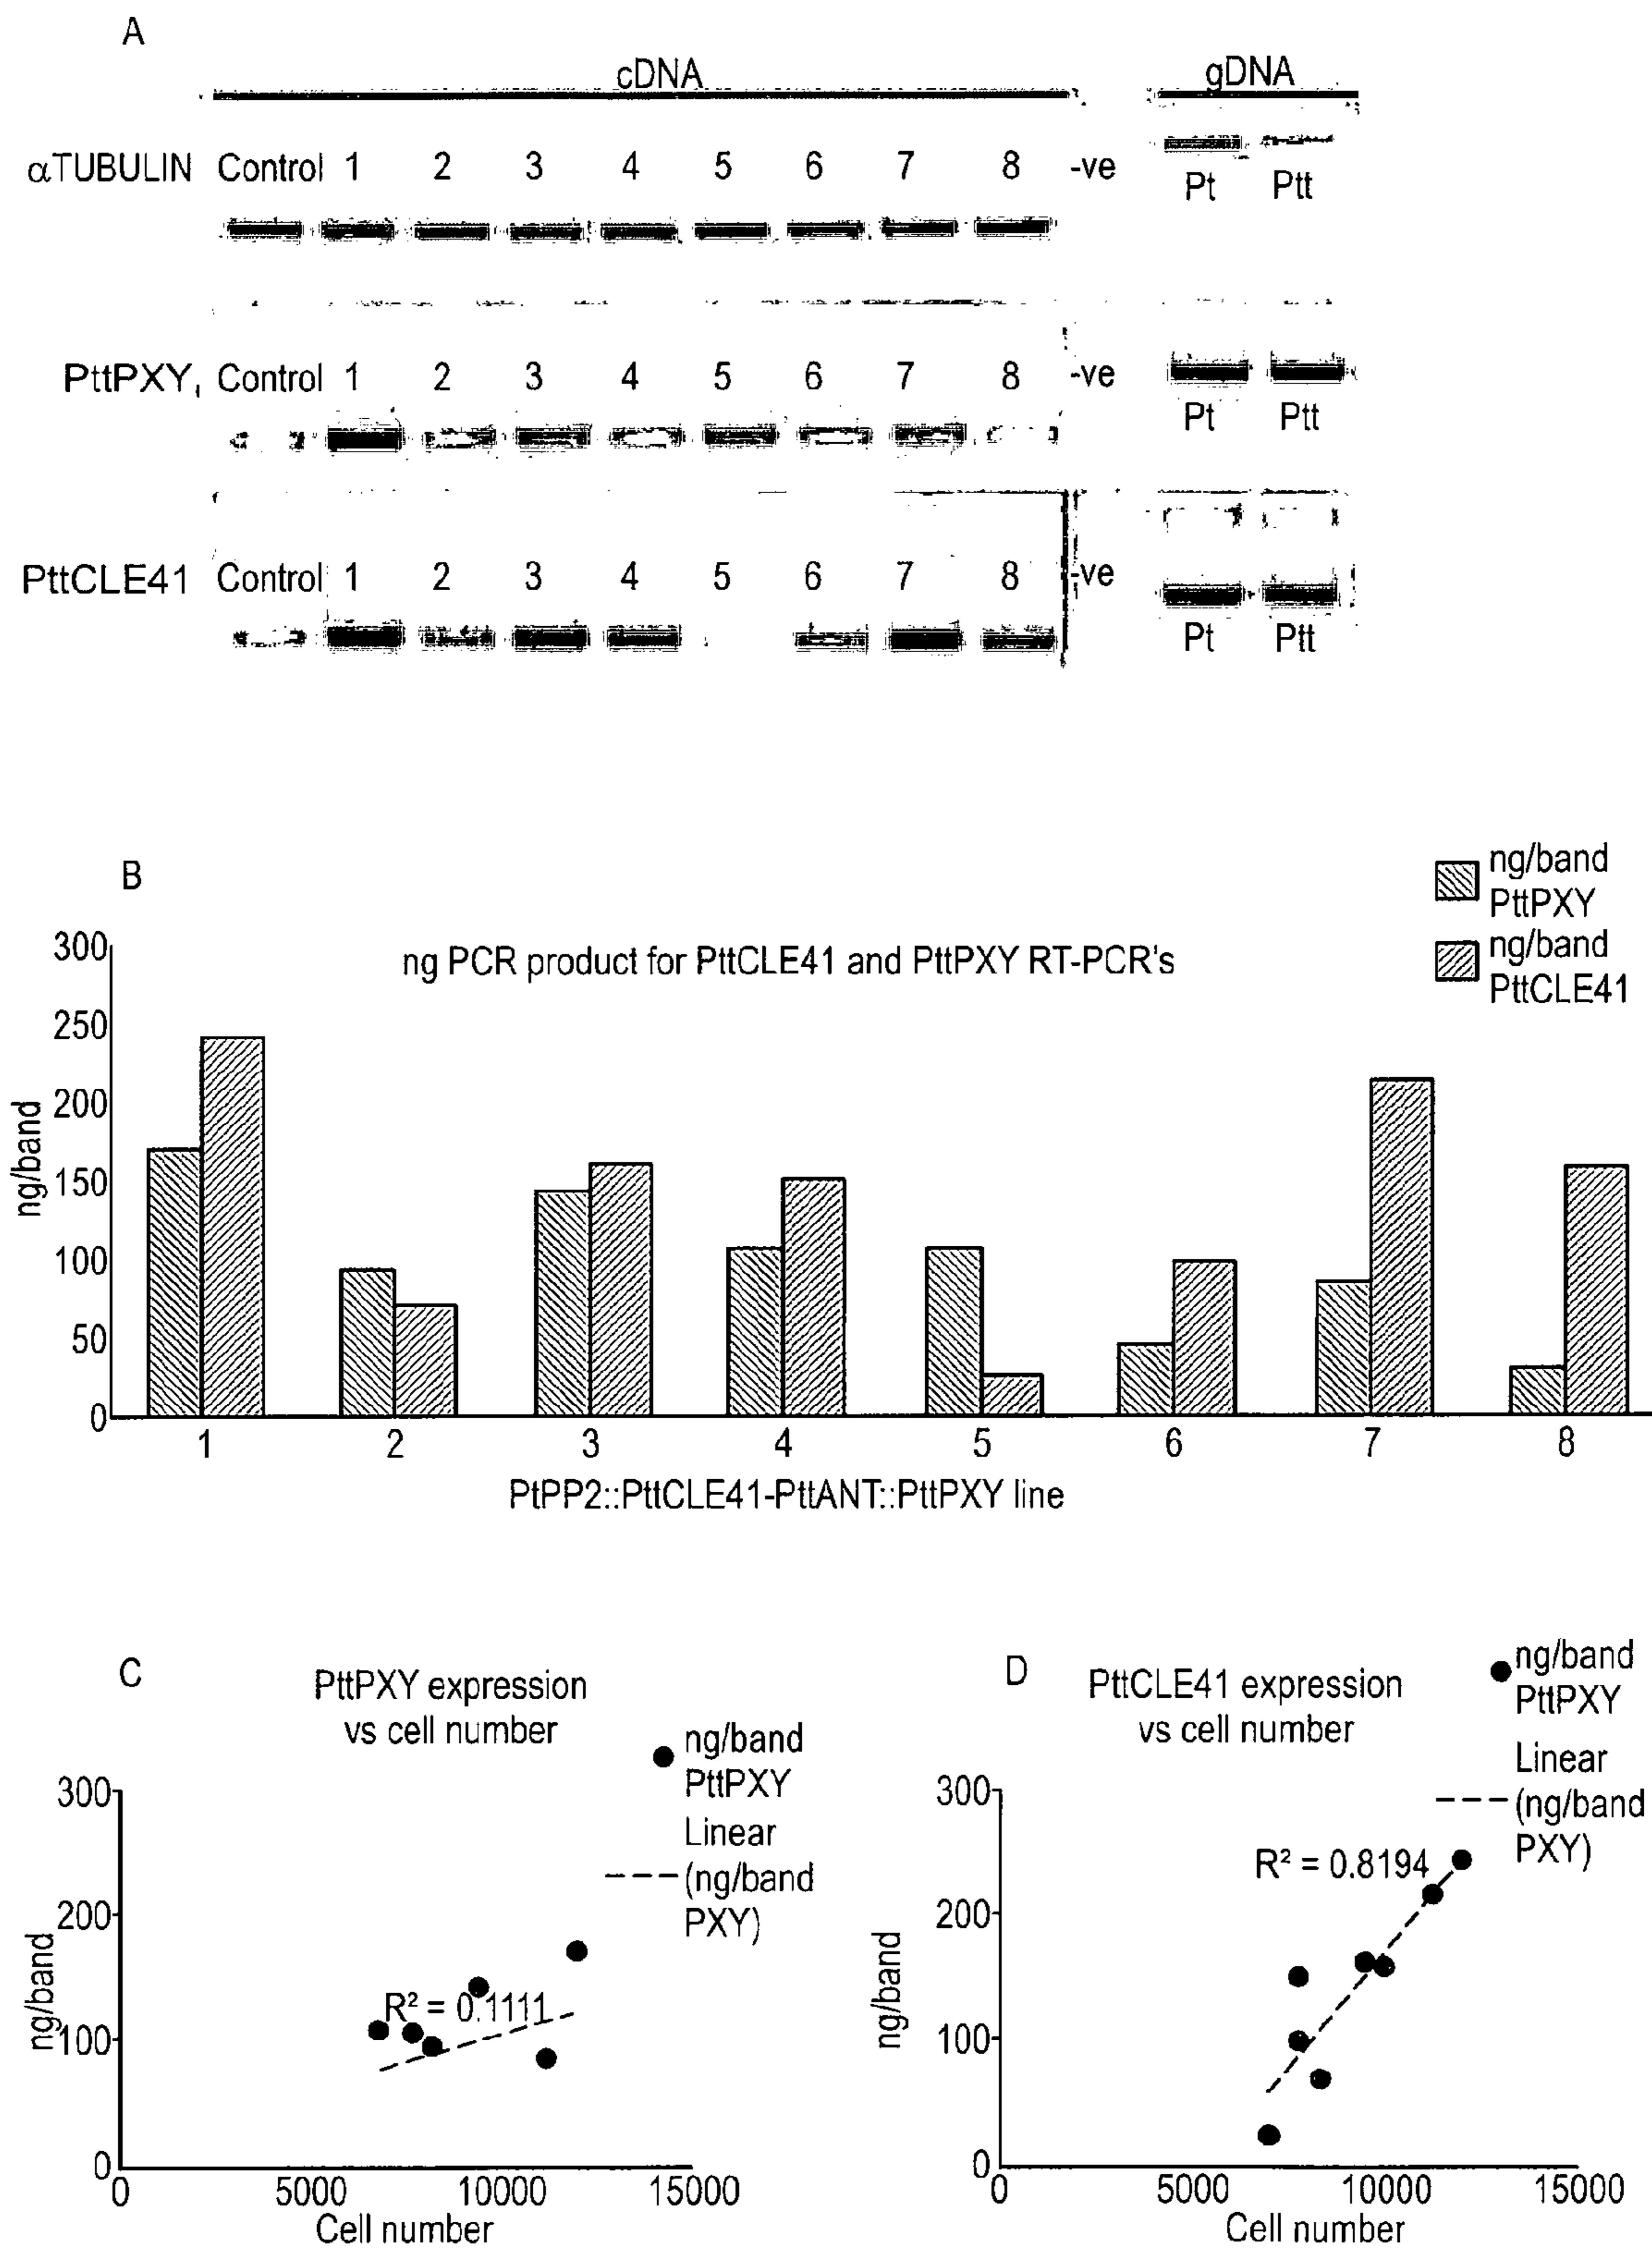 A
cDNA
gDNA
αTUBULIN Control 1 2 3 4 5 6 7 8 -ve
Pt Ptt
PttPXY, Control 1 2 3 4 5 6 7 8 -ve
Pt Ptt
PttCLE41 Control 1 2 3 4 5 6 7 8 -ve
Pt Ptt
B
ng/band
PttPXY
ng/band
PttCLE41
ng PCR product for PttCLE41 and PttPXY RT-PCR's
300
250
200
150
100
50
0
ng/band
1 2 3 4 5 6 7 8
PtPP2::PttCLE41-PttANT::PttPXY line
C
PttPXY expression
vs cell number
ng/band
PttPXY
Linear
(ng/band
PXY)
R² = 0.1111
300
200
100
0
ng/band
0 5000 10000 15000
Cell number
D
PttCLE41 expression
vs cell number
ng/band
PttPXY
Linear
(ng/band
PXY)
R² = 0.8194
300
200
100
0
ng/band
0 5000 10000 15000
Cell number